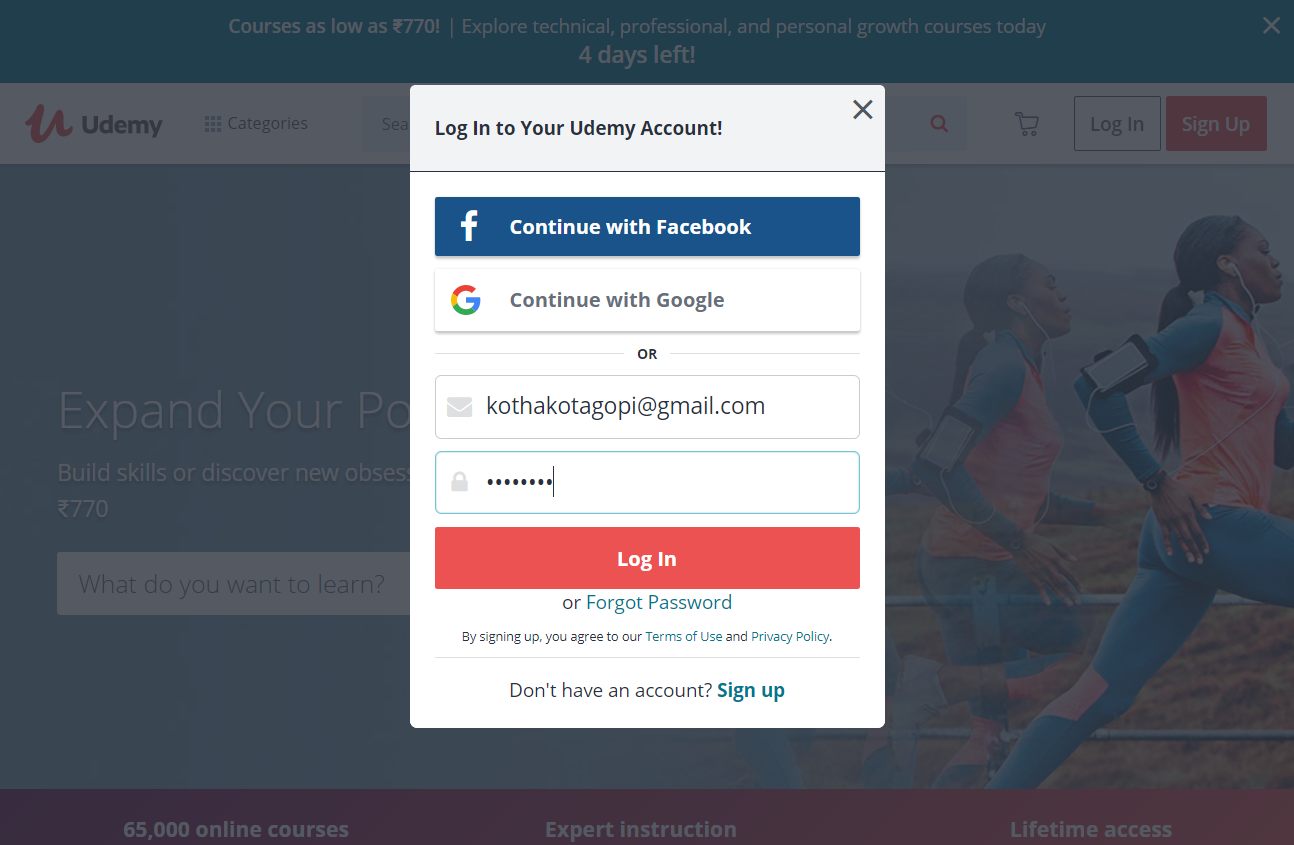 Courses as low as ₹770! | Explore technical, professional, and personal growth courses today
4 days left!
Udemy
Categories
Sea
Log In
Sign Up
Log In to Your Udemy Account!
Continue with Facebook
Continue with Google
OR
kothakotagopi@gmail.com
••••••••
Log In
or Forgot Password
By signing up, you agree to our Terms of Use and Privacy Policy.
Don't have an account? Sign up
Expand Your Po
Build skills or discover new obses
₹770
What do you want to learn?
65,000 online courses
Expert instruction
Lifetime access